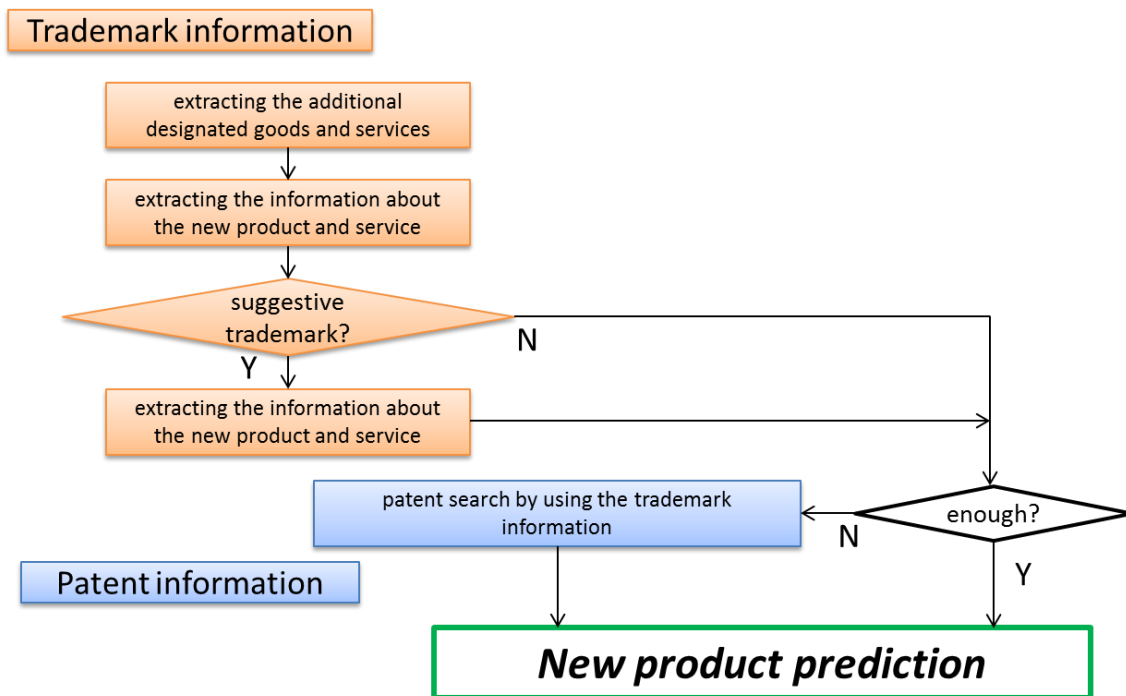 Trademark information
extracting the additional
designated goods and services
extracting the information about
the new product and service
suggestive
trademark?
N
Y
extracting the information about
the new product and service
patent search by using the trademark
information
enough?
N
Y
Patent information
New product prediction